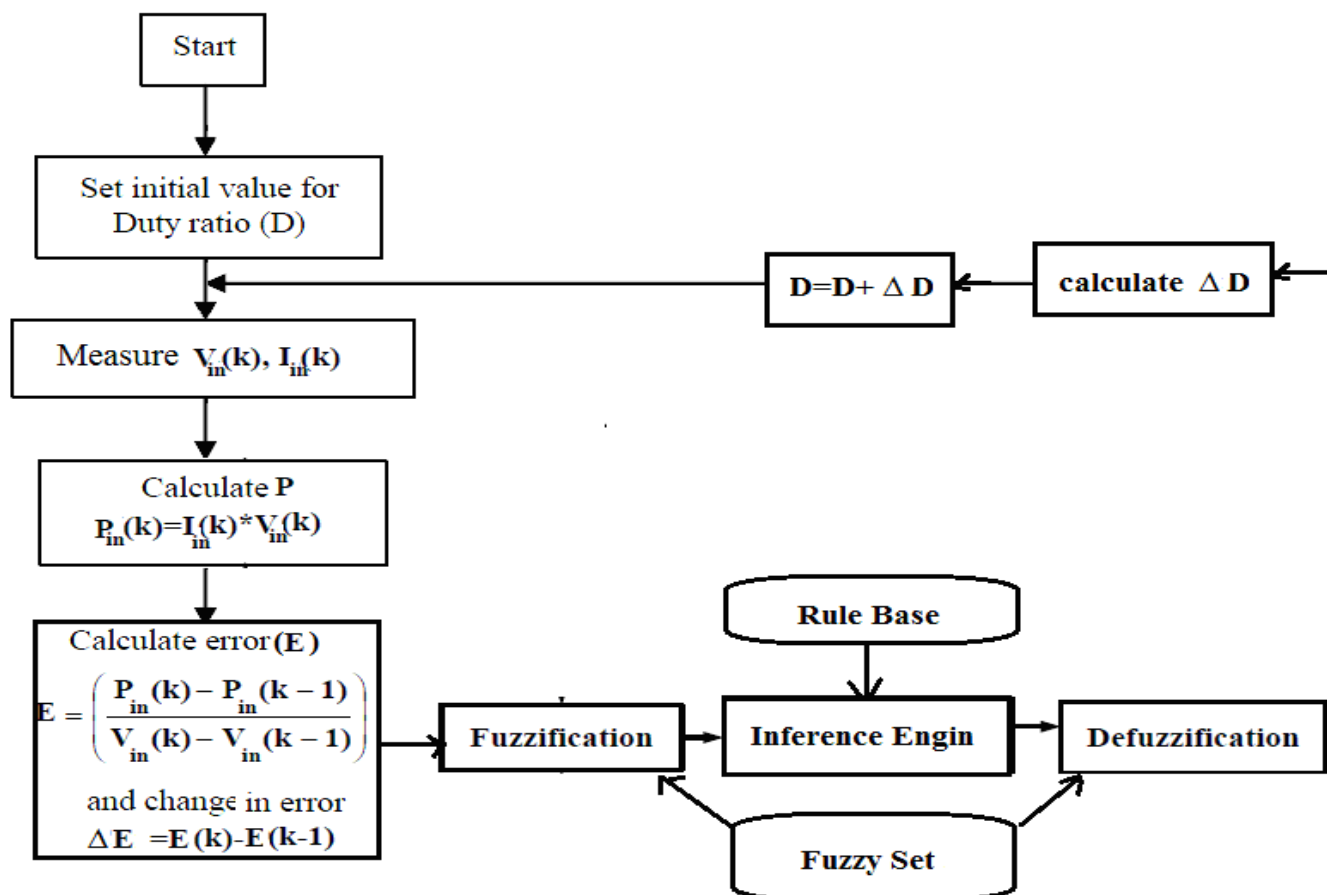 Start
Set initial value for
Duty ratio (D)
D=D+ Δ D
calculate Δ D
Measure V_in(k), I_in(k)
Calculate P
P_in(k)=I_in(k)*V_in(k)
Calculate error(E)
E = ( (P_in(k) − P_in(k − 1)) / (V_in(k) − V_in(k − 1)) )
and change in error
Δ E =E(k)-E(k-1)
Rule Base
Fuzzification
Inference Engin
Defuzzification
Fuzzy Set